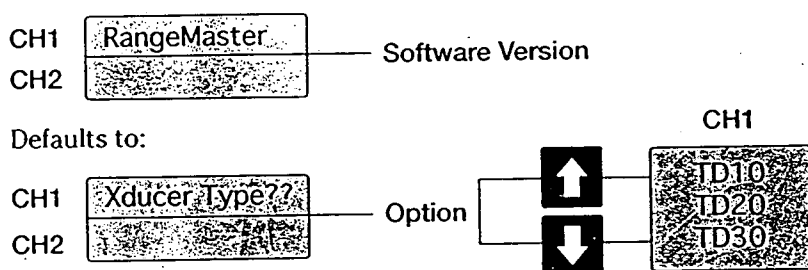 CH1 RangeMaster
Software Version
CH2
Defaults to:
CH1 Xducer Type??
Option
CH2
CH1
TD10
TD20
TD30